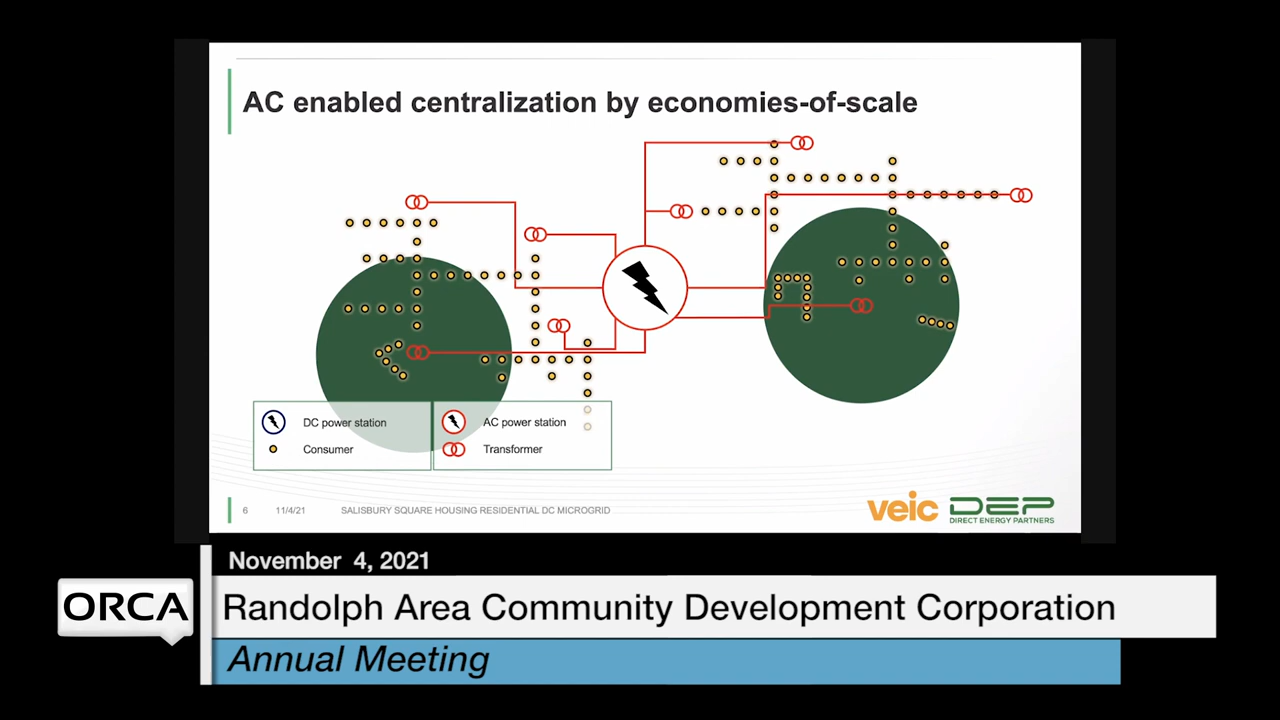 AC enabled centralization by economies-of-scale
DC power station
AC power station
Consumer
Transformer
6
11/4/21
SALISBURY SQUARE HOUSING RESIDENTIAL DC MICROGRID
veic
DEP
DIRECT ENERGY PARTNERS
November 4, 2021
ORCA
Randolph Area Community Development Corporation
Annual Meeting